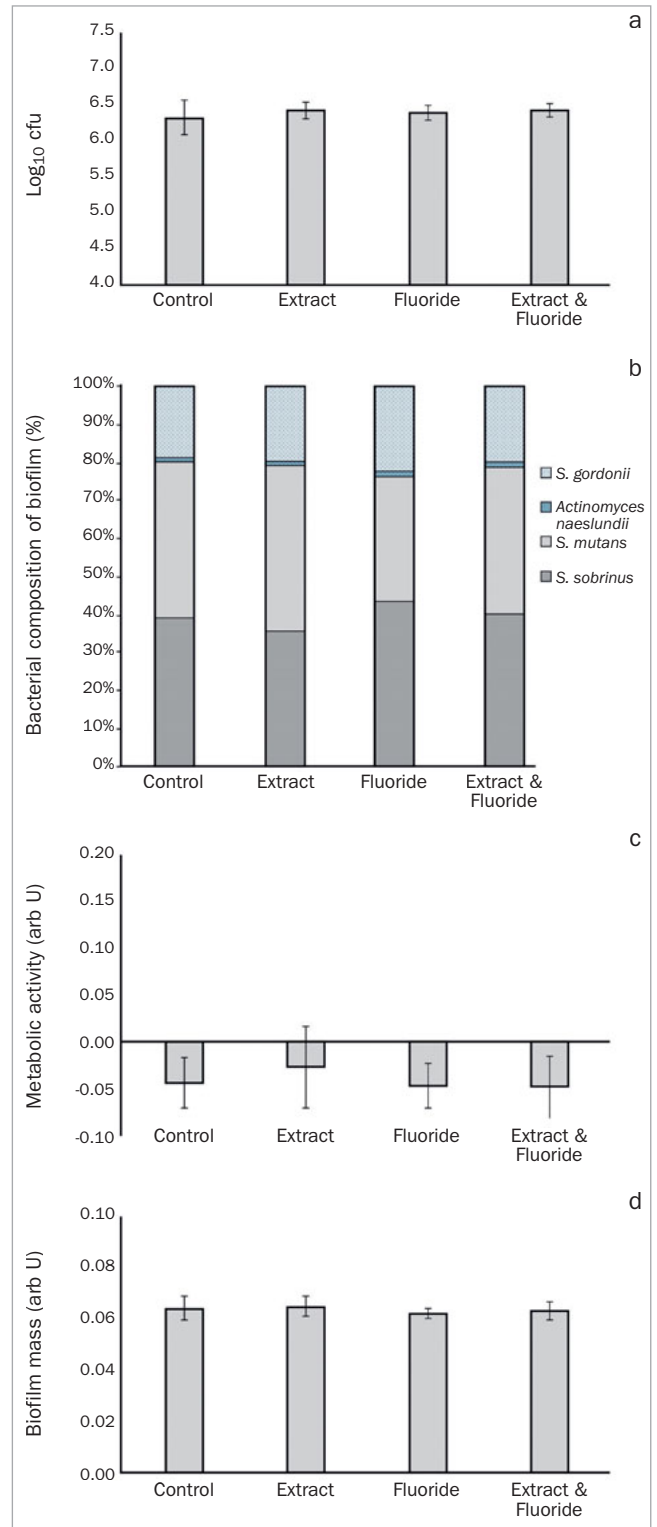 a
7.5
7.0
6.5
6.0
5.5
5.0
4.5
4.0
Log10 cfu
Control Extract Fluoride Extract &
Fluoride
b
100%
90%
80%
70%
60%
50%
40%
30%
20%
10%
0%
Bacterial composition of biofilm (%)
S. gordonii
Actinomyces
naeslundii
S. mutans
S. sobrinus
Control Extract Fluoride Extract &
Fluoride
c
0.20
0.15
0.10
0.05
0.00
-0.05
-0.10
Metabolic activity (arb U)
Control Extract Fluoride Extract &
Fluoride
d
0.10
0.08
0.06
0.04
0.02
0.00
Biofilm mass (arb U)
Control Extract Fluoride Extract &
Fluoride